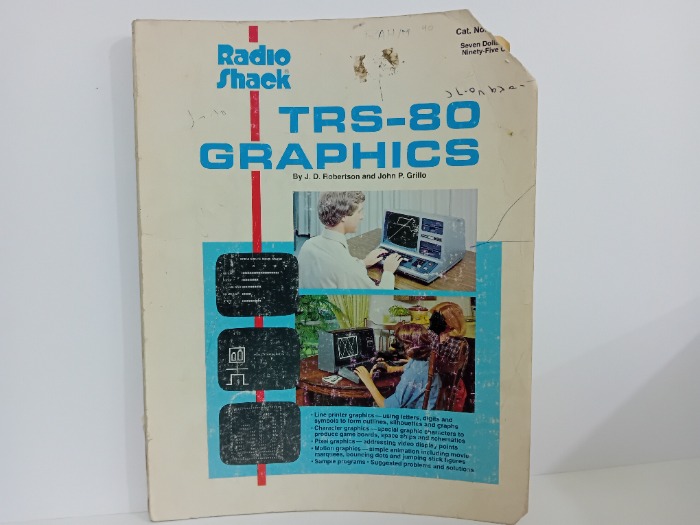 Cat. No.
Seven
Ninety-Five
Radio
Shack®
TRS-80
GRAPHICS
By J. D. Robertson and John P. Grillo
• Line printer graphics — using letters, digits and
symbols to form outlines, silhouettes and graphs
• Character graphics — special graphic characters to
produce game boards, space ships and schematics
• Pixel graphics — addressing video display points
• Motion graphics — simple animation including movie
marquees, bouncing dots and jumping stick figures
• Sample programs • Suggested problems and solutions